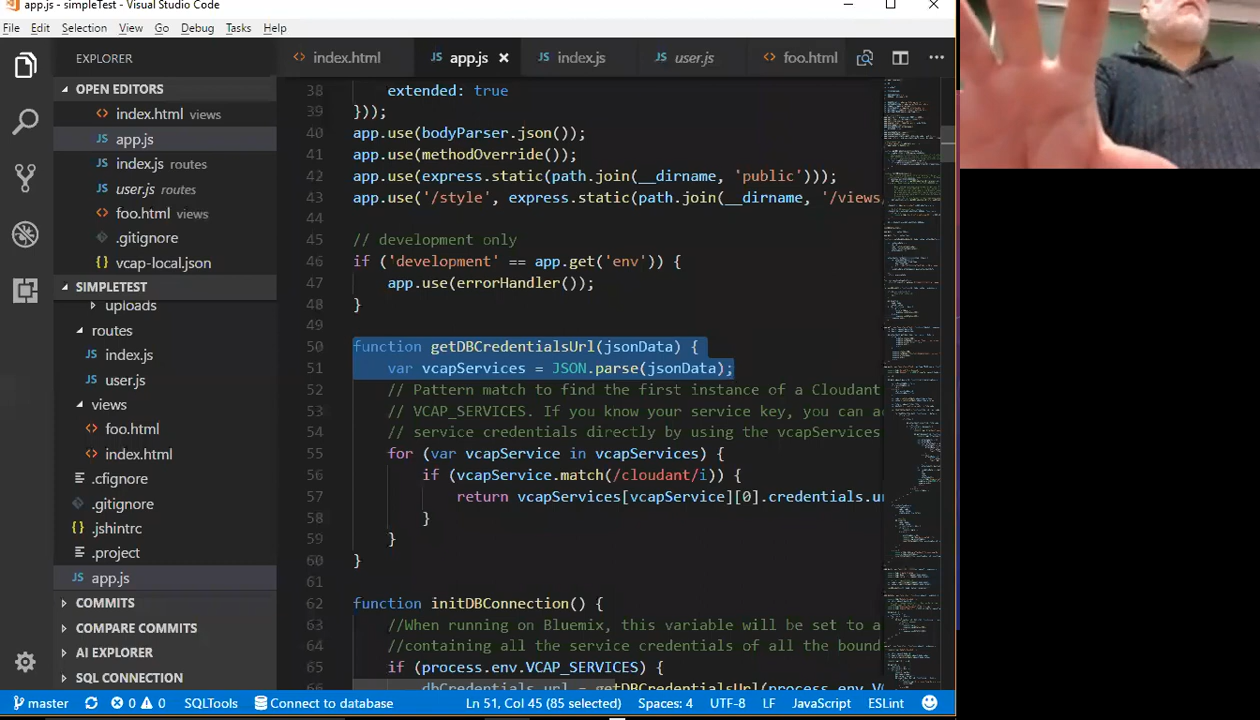 app.js - simpleTest - Visual Studio Code
File Edit Selection View Go Debug Tasks Help
EXPLORER
OPEN EDITORS
index.html views
app.js
index.js routes
user.js routes
foo.html views
.gitignore
vcap-local.json
SIMPLETEST
uploads
routes
index.js
user.js
views
foo.html
index.html
.cfignore
.gitignore
.jshintrc
.project
app.js
COMMITS
COMPARE COMMITS
AI EXPLORER
SQL CONNECTION
index.html app.js index.js user.js foo.html
38 extended: true
39 }));
40 app.use(bodyParser.json());
41 app.use(methodOverride());
42 app.use(express.static(path.join(__dirname, 'public')));
43 app.use('/style', express.static(path.join(__dirname, '/views/
44
45 // development only
46 if ('development' == app.get('env')) {
47 app.use(errorHandler());
48 }
49
50 function getDBCredentialsUrl(jsonData) {
51 var vcapServices = JSON.parse(jsonData);
52 // Pattern match to find the first instance of a Cloudant
53 // VCAP_SERVICES. If you know your service key, you can
54 // service credentials directly by using the vcapServices
55 for (var vcapService in vcapServices) {
56 if (vcapService.match(/cloudant/i)) {
57 return vcapServices[vcapService][0].credentials.
58 }
59 }
60 }
61
62 function initDBConnection() {
63 //When running on Bluemix, this variable will be set to a
64 //containing all the service credentials of all the bound
65 if (process.env.VCAP_SERVICES) {
66 dbCredentials.url = getDBCredentialsUrl(process.env.
master 0 0 SQLTools Connect to database Ln 51, Col 45 (85 selected) Spaces: 4 UTF-8 LF JavaScript ESLint